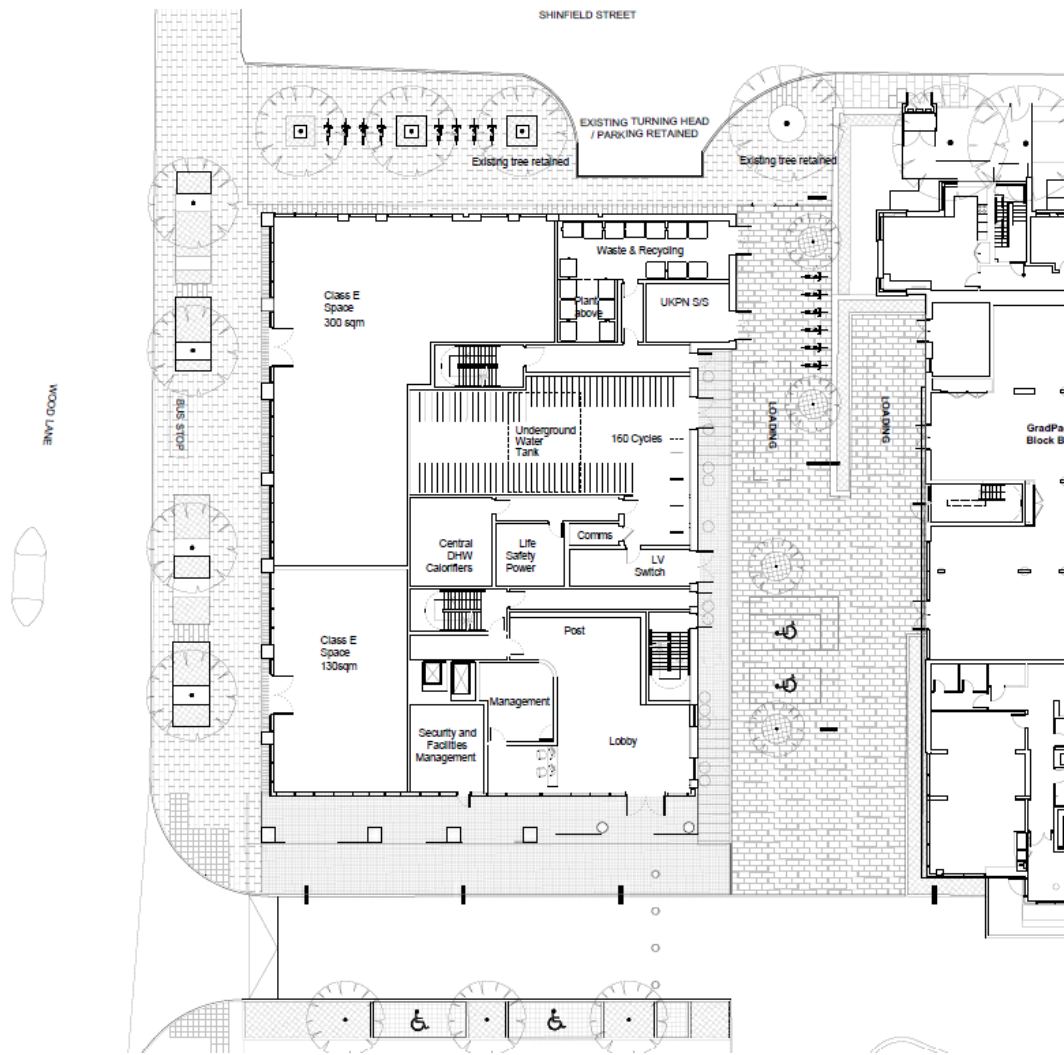 SHINFIELD STREET
EXISTING TURNING HEAD
/ PARKING RETAINED
Existing tree retained
Existing tree retained
Waste & Recycling
Plant
above
UKPN S/S
Class E
Space
300 sqm
WOOD LANE
BUS STOP
Underground
Water
Tank
160 Cycles
LOADING
LOADING
GradPa
Block B
Central
DHW
Calorifiers
Life
Safety
Power
Comms
LV
Switch
Class E
Space
130sqm
Post
Management
Security and
Facilities
Management
Lobby